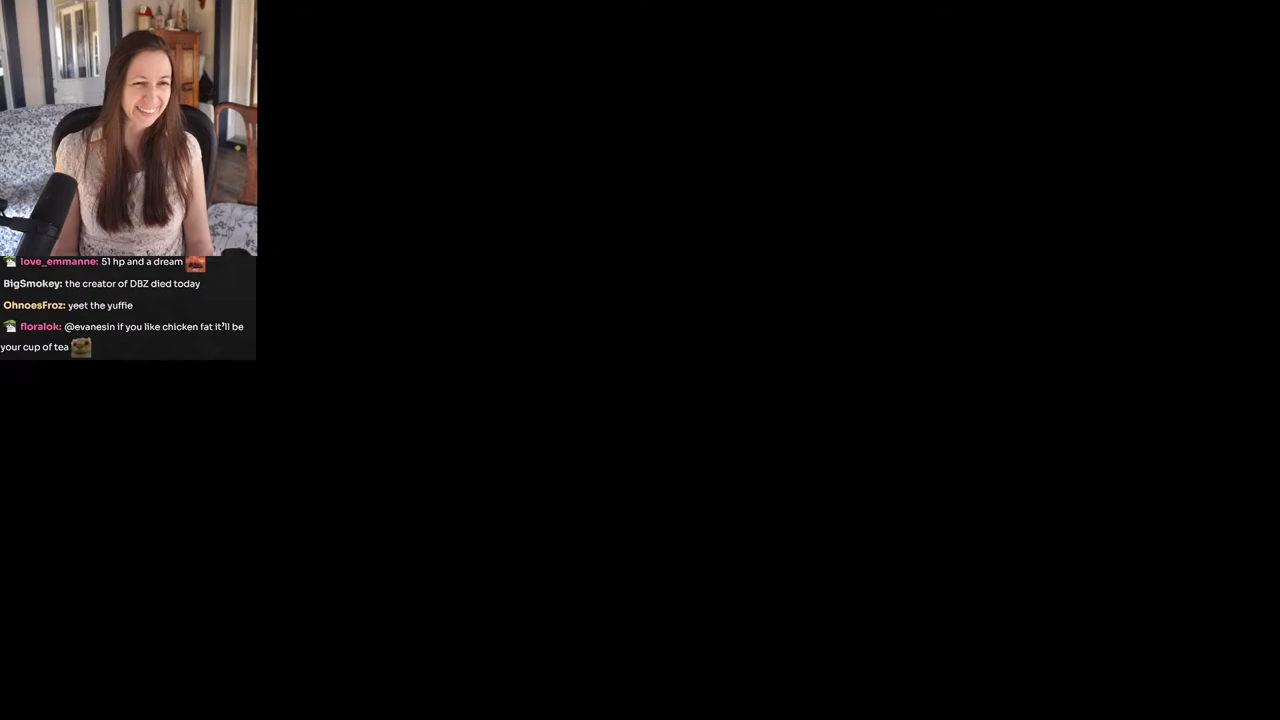 love_emmanne: 51 hp and a dream
BigSmokey: the creator of DBZ died today
OhnoesFroz: yeet the yuffie
floralok: @evanesin if you like chicken fat it'll be
your cup of tea